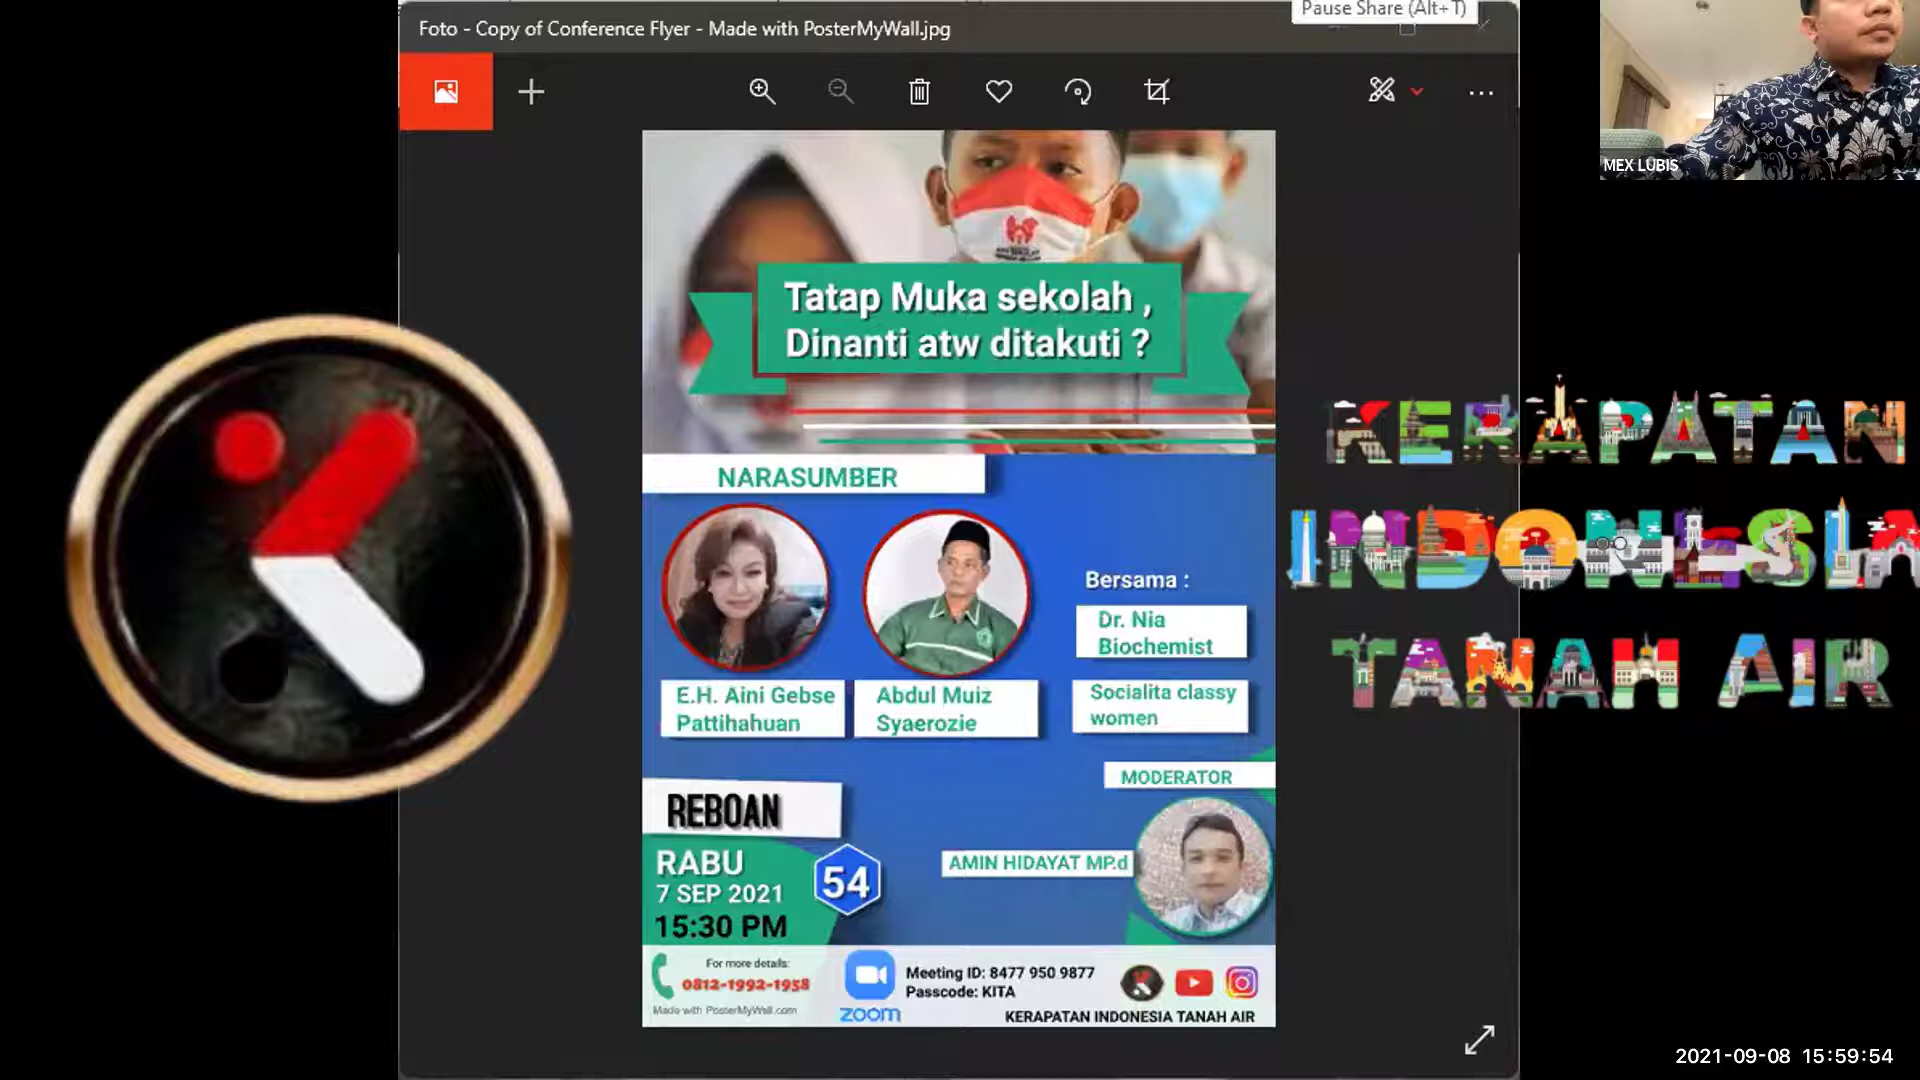 Foto - Copy of Conference Flyer - Made with PosterMyWall.jpg
Pause Share (Alt+T)
MEX LUBIS
Tatap Muka sekolah ,
Dinanti atw ditakuti ?
NARASUMBER
Bersama :
Dr. Nia
Biochemist
E.H. Aini Gebse
Pattihahuan
Abdul Muiz
Syaerozie
Socialita classy
women
MODERATOR
AMIN HIDAYAT MP.d
REBOAN
RABU
7 SEP 2021
15:30 PM
54
For more details:
0812-1992-1958
Made with PosterMyWall.com
zoom
Meeting ID: 8477 950 9877
Passcode: KITA
KERAPATAN INDONESIA TANAH AIR
KERAPATAN
INDONESIA
TANAH AIR
2021-09-08 15:59:54